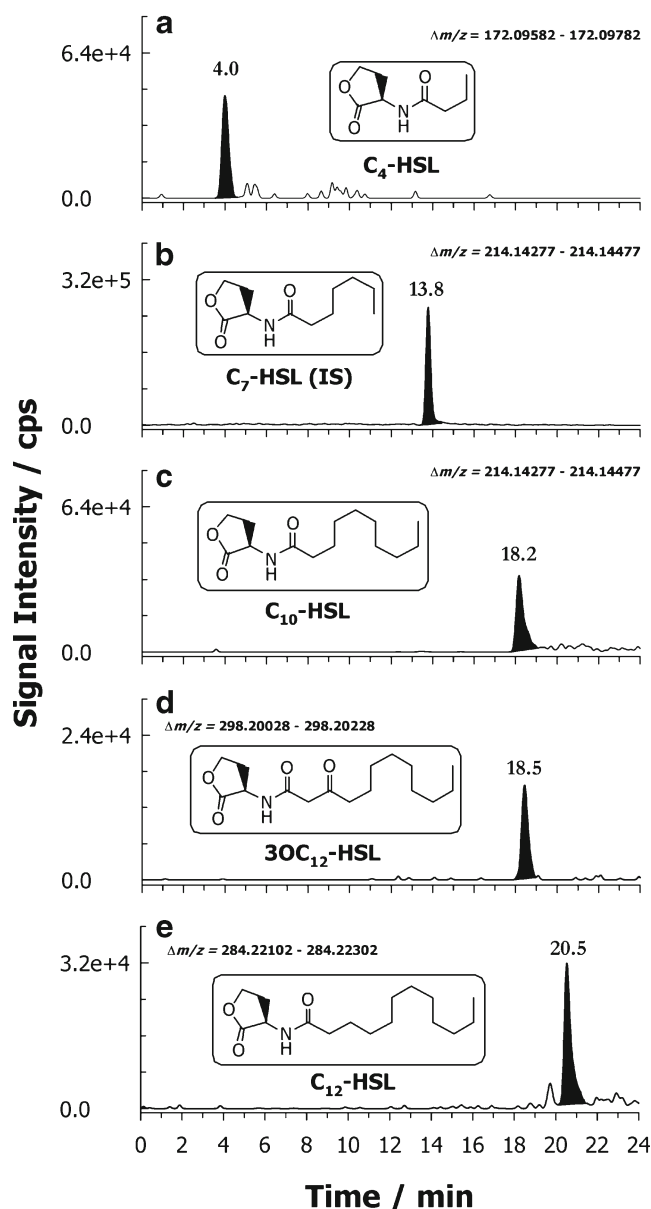 a
Δm/z = 172.09582 - 172.09782
6.4e+4
4.0
O
O
O
N
H
C4-HSL
0.0
b
Δm/z = 214.14277 - 214.14477
3.2e+5
13.8
O
O
O
N
H
C7-HSL (IS)
0.0
c
Δm/z = 214.14277 - 214.14477
6.4e+4
18.2
O
O
O
N
H
C10-HSL
0.0
d
Δm/z = 298.20028 - 298.20228
2.4e+4
18.5
O
O
O
O
N
H
3OC12-HSL
0.0
e
Δm/z = 284.22102 - 284.22302
3.2e+4
20.5
O
O
O
N
H
C12-HSL
0.0
0 2 4 6 8 10 12 14 16 18 20 22 24
Time / min
Signal Intensity / cps